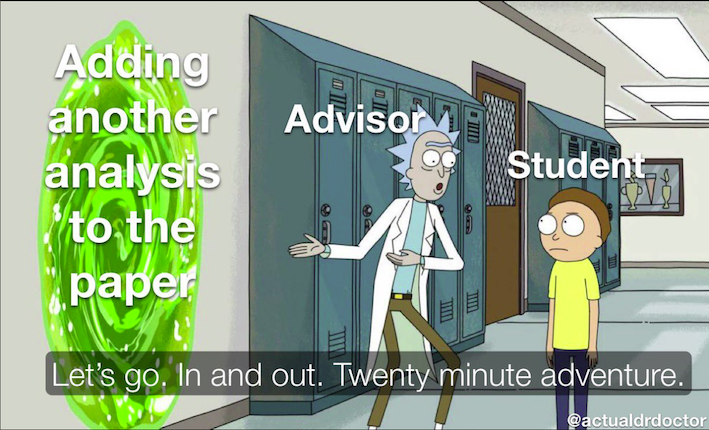 Adding
another
analysis
to the
paper
Advisor
Student
Let's go. In and out. Twenty minute adventure.
@actualdrdoctor